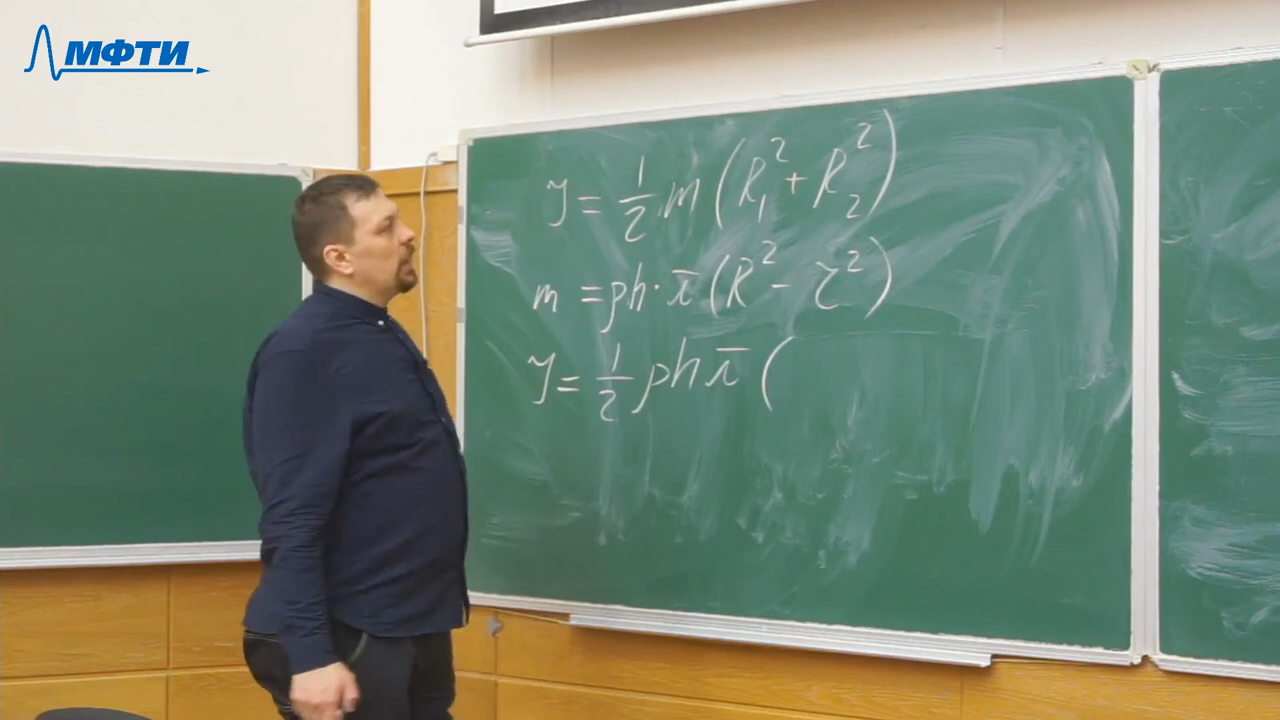 МФТИ
J = 1/2 m (R₁² + R₂²)
m = ρh · π (R² - r²)
J = 1/2 ρhπ (